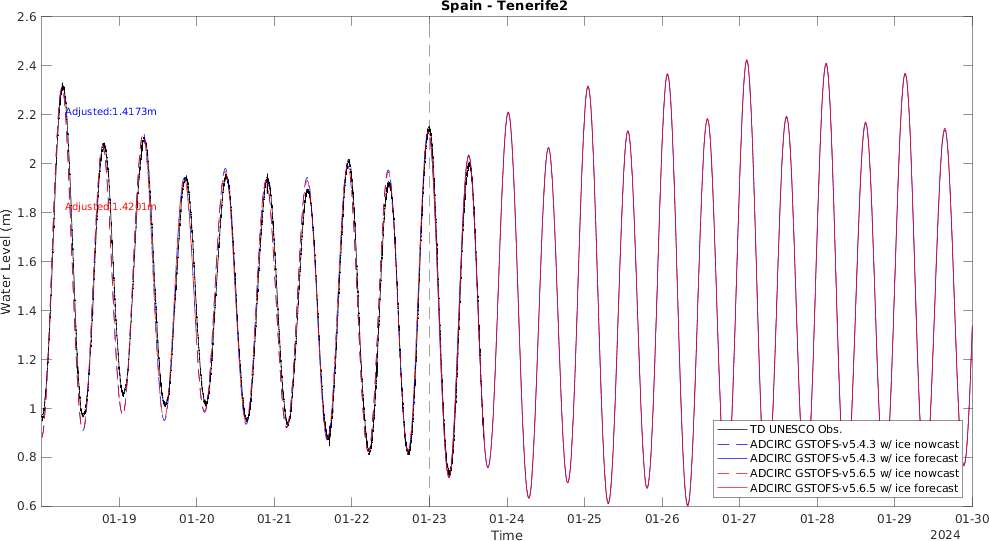 Spain - Tenerife2
2.6
2.4
2.2
2
1.8
1.6
1.4
1.2
1
0.8
0.6
Water Level (m)
Adjusted:1.4173m
Adjusted:1.4201m
TD UNESCO Obs.
ADCIRC GSTOFS-v5.4.3 w/ ice nowcast
ADCIRC GSTOFS-v5.4.3 w/ ice forecast
ADCIRC GSTOFS-v5.6.5 w/ ice nowcast
ADCIRC GSTOFS-v5.6.5 w/ ice forecast
01-19 01-20 01-21 01-22 01-23 01-24 01-25 01-26 01-27 01-28 01-29 01-30
Time
2024